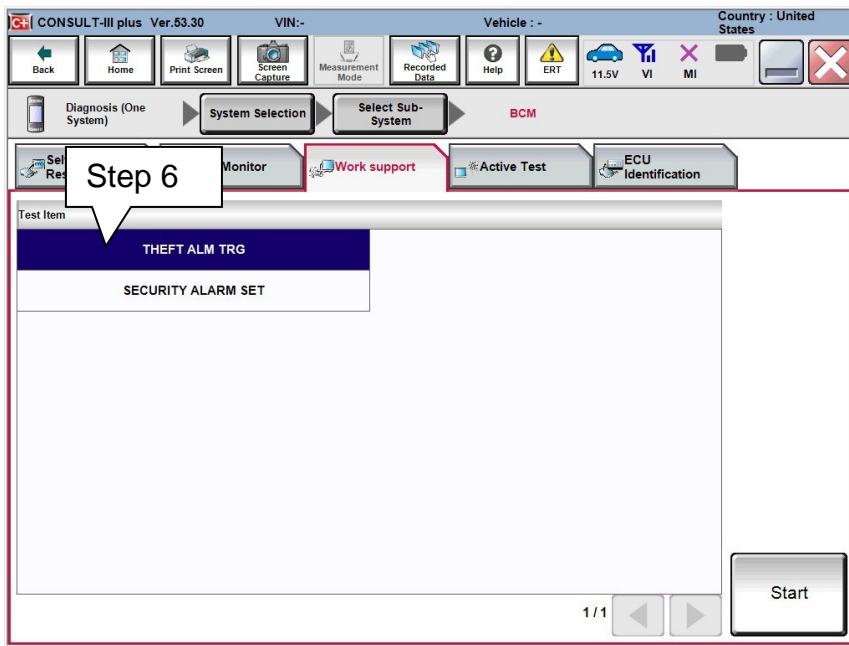 CONSULT-III plus Ver.53.30 VIN:- Vehicle : - Country : United
States
Back Home Print Screen Screen
Capture Measurement
Mode Recorded
Data Help ERT 11.5V VI MI
Diagnosis (One
System) System Selection Select Sub-
System BCM
Sel
Res
Step 6
Monitor
Work support
Active Test
ECU
Identification
Test Item
THEFT ALM TRG
SECURITY ALARM SET
1/1
Start